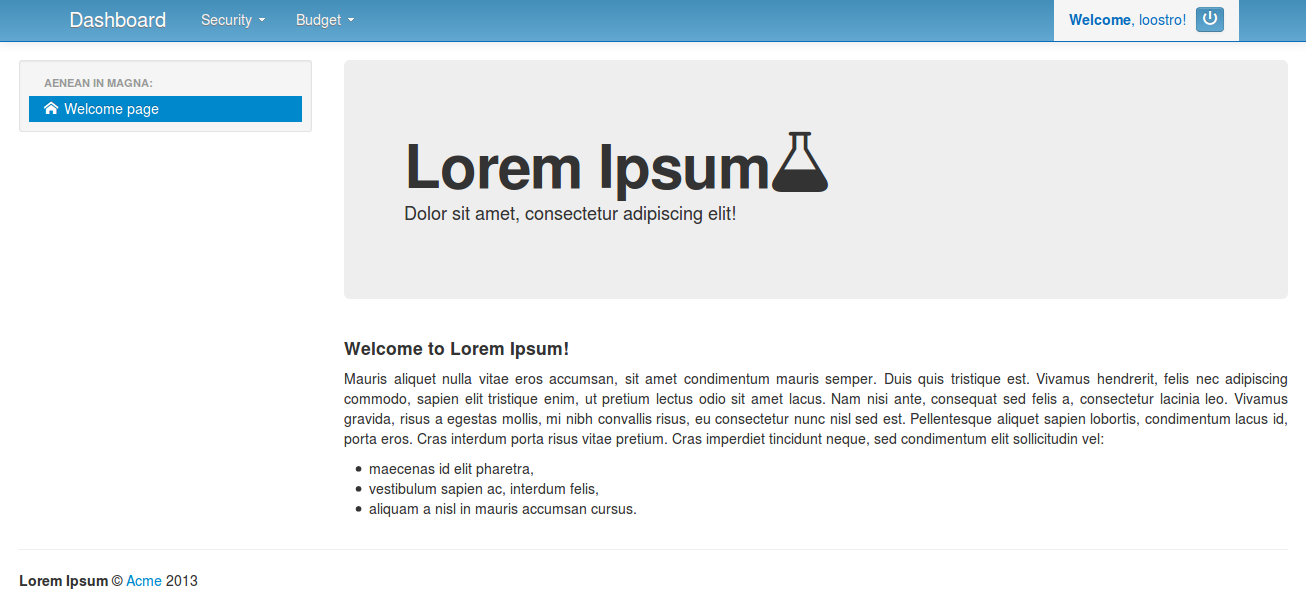 Dashboard Security Budget Welcome, loostro!
AENEAN IN MAGNA:
Welcome page
Lorem Ipsum
Dolor sit amet, consectetur adipiscing elit!
Welcome to Lorem Ipsum!
Mauris aliquet nulla vitae eros accumsan, sit amet condimentum mauris semper. Duis quis tristique est. Vivamus hendrerit, felis nec adipiscing
commodo, sapien elit tristique enim, ut pretium lectus odio sit amet lacus. Nam nisi ante, consequat sed felis a, consectetur lacinia leo. Vivamus
gravida, risus a egestas mollis, mi nibh convallis risus, eu consectetur nunc nisl sed est. Pellentesque aliquet sapien lobortis, condimentum lacus id,
porta eros. Cras interdum porta risus vitae pretium. Cras imperdiet tincidunt neque, sed condimentum elit sollicitudin vel:
• maecenas id elit pharetra,
• vestibulum sapien ac, interdum felis,
• aliquam a nisl in mauris accumsan cursus.
Lorem Ipsum © Acme 2013